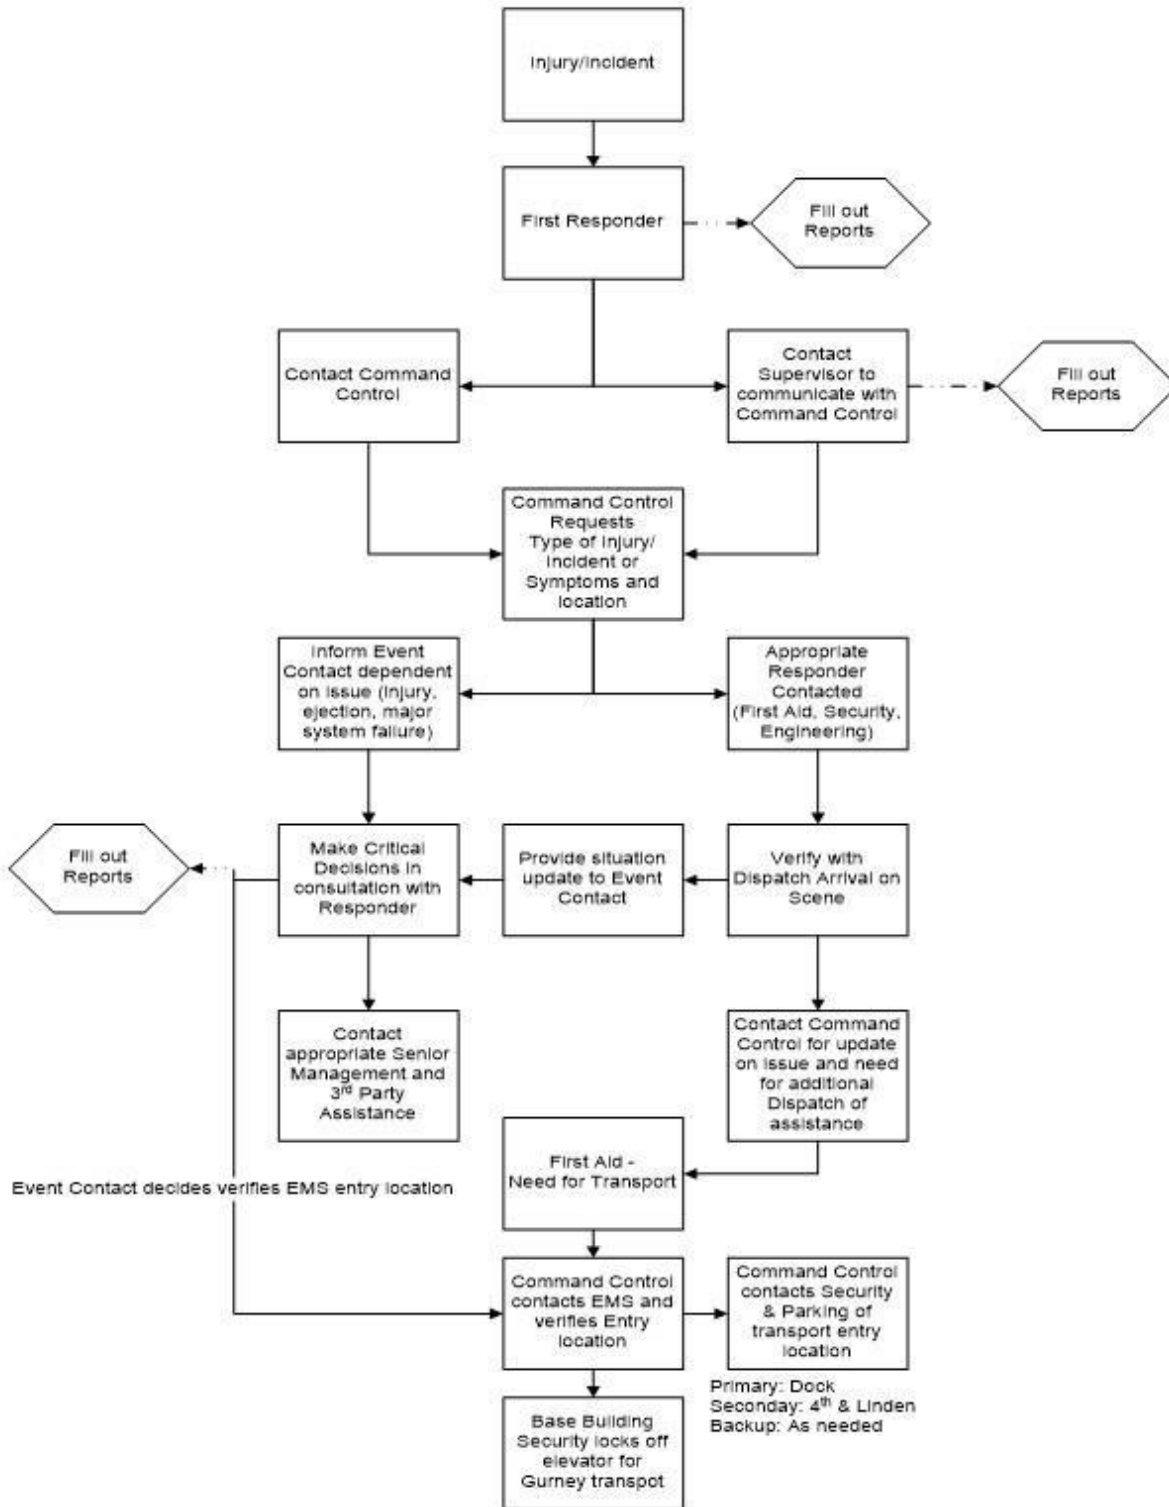 Injury/Incident
First Responder
Fill out
Reports
Contact Command
Control
Contact
Supervisor to
communicate with
Command Control
Fill out
Reports
Command Control
Requests
Type of Injury/
Incident or
Symptoms and
location
Inform Event
Contact dependent
on issue (injury,
ejection, major
system failure)
Appropriate
Responder
Contacted
(First Aid, Security,
Engineering)
Fill out
Reports
Make Critical
Decisions in
consultation with
Responder
Provide situation
update to Event
Contact
Verify with
Dispatch Arrival on
Scene
Contact
appropriate Senior
Management and
3rd Party
Assistance
Contact Command
Control for update
on issue and need
for additional
Dispatch of
assistance
First Aid -
Need for Transport
Event Contact decides verifies EMS entry location
Command Control
contacts EMS and
verifies Entry
location
Command Control
contacts Security
& Parking of
transport entry
location
Primary: Dock
Seconday: 4th & Linden
Backup: As needed
Base Building
Security locks off
elevator for
Gurney transpot